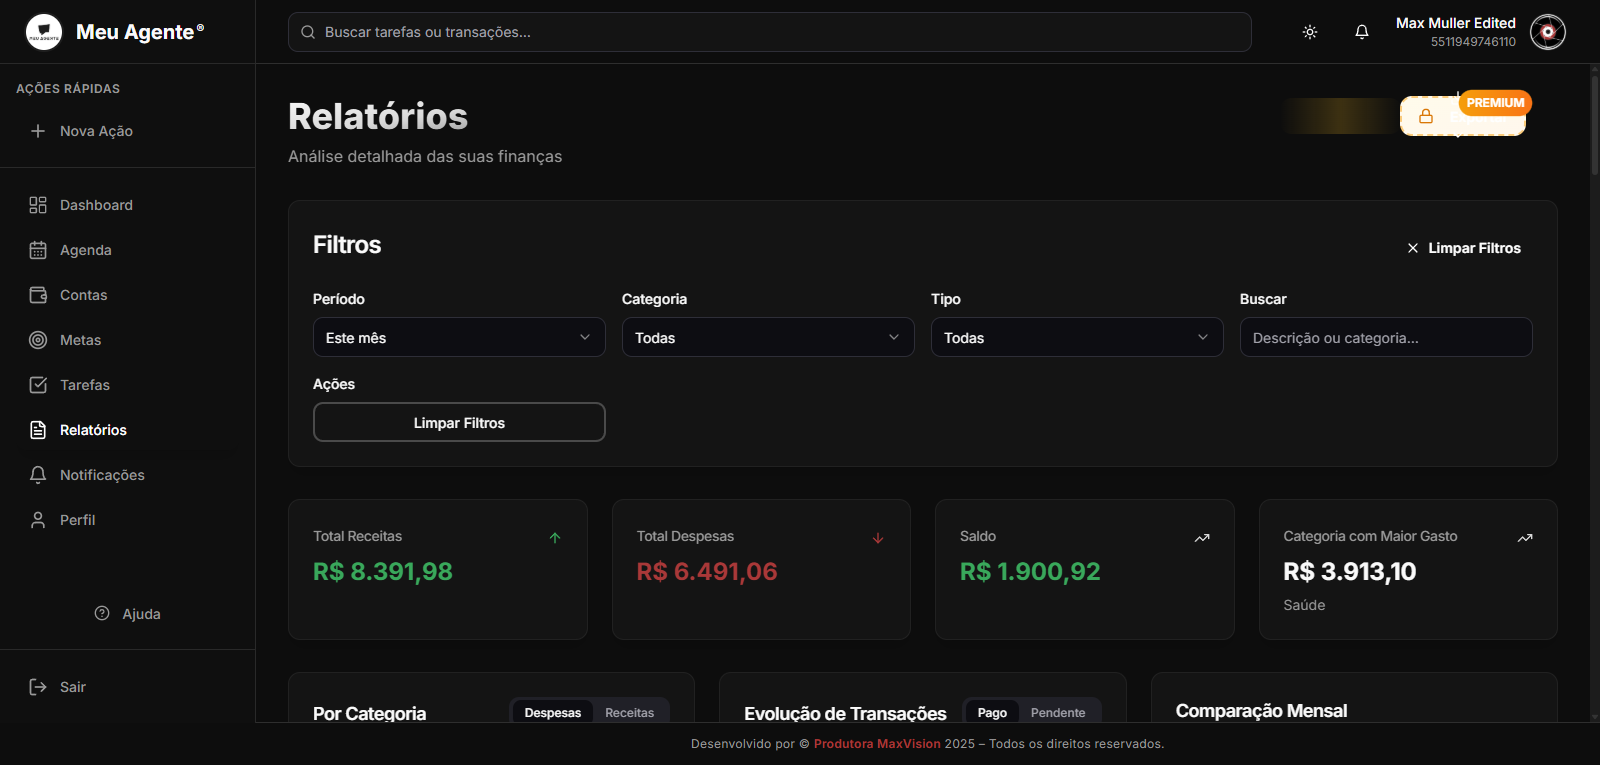 Meu Agente®
Buscar tarefas ou transações...
Max Muller Edited
5511949746110
AÇÕES RÁPIDAS
Nova Ação
Dashboard
Agenda
Contas
Metas
Tarefas
Relatórios
Notificações
Perfil
Ajuda
Sair
Relatórios
Análise detalhada das suas finanças
PREMIUM
Filtros
Limpar Filtros
Período
Categoria
Tipo
Buscar
Este mês
Todas
Todas
Descrição ou categoria...
Ações
Limpar Filtros
Total Receitas
R$ 8.391,98
Total Despesas
R$ 6.491,06
Saldo
R$ 1.900,92
Categoria com Maior Gasto
R$ 3.913,10
Saúde
Por Categoria
Despesas
Receitas
Evolução de Transações
Pago
Pendente
Comparação Mensal
Desenvolvido por © Produtora MaxVision 2025 – Todos os direitos reservados.